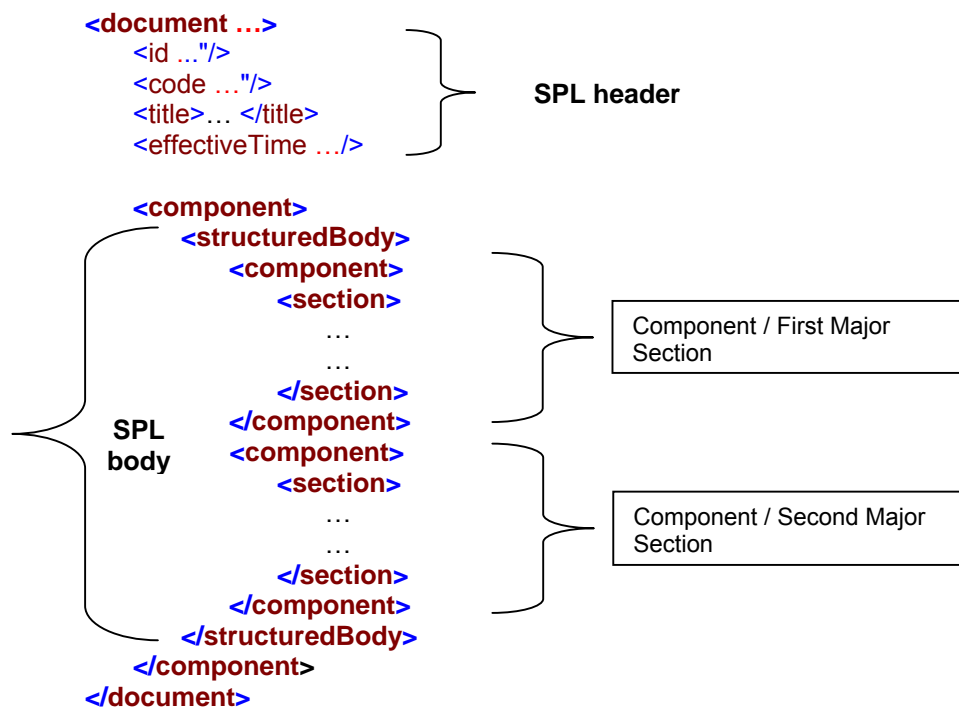 <document …>
<id ..."/>
<code …"/>
<title>… </title>
<effectiveTime …/>
SPL header
<component>
<structuredBody>
<component>
<section>
…
…
</section>
</component>
Component / First Major
Section
SPL
body
<component>
<section>
…
…
</section>
</component>
Component / Second Major
Section
</structuredBody>
</component>
</document>